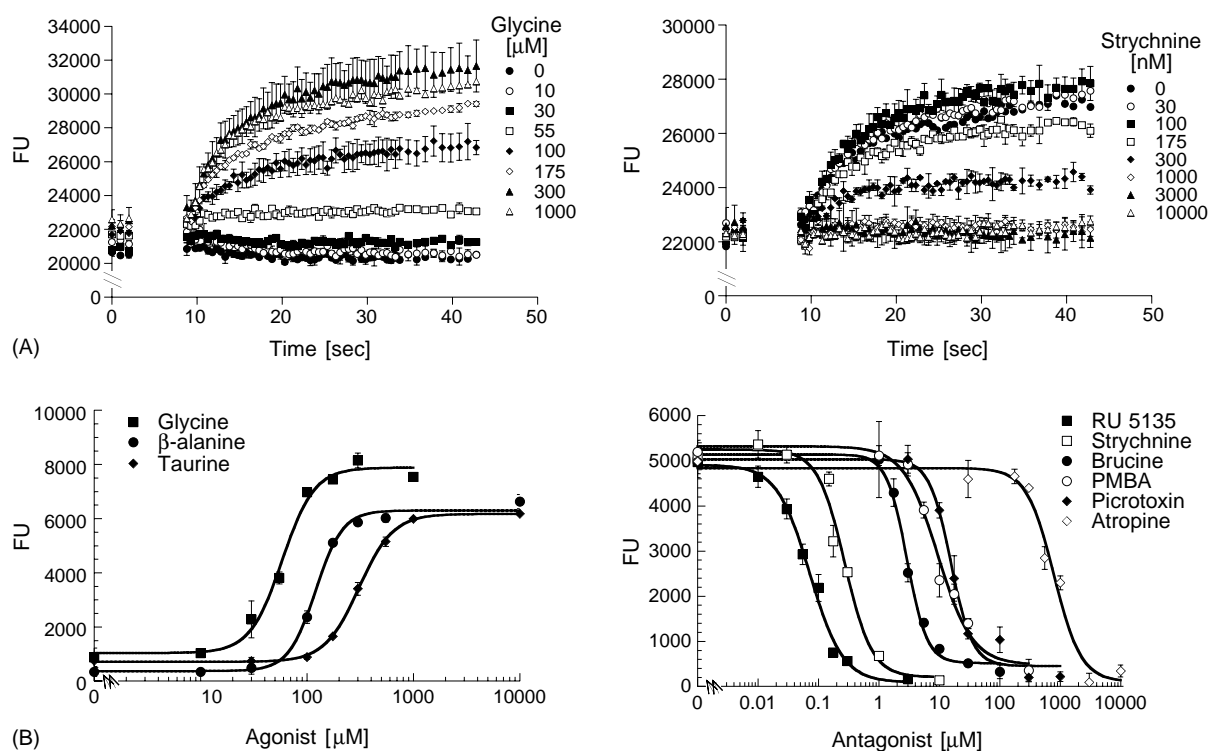 34000
32000
30000
28000
26000
24000
22000
20000
0
FU
0
10
20
30
40
50
Time [sec]
Glycine
[μM]
0
10
30
55
100
175
300
1000
(A)
28000
26000
24000
22000
0
FU
0
10
20
30
40
50
Time [sec]
Strychnine
[nM]
0
30
100
175
300
1000
3000
10000
10000
8000
6000
4000
2000
0
FU
Glycine
β-alanine
Taurine
0
10
100
1000
10000
Agonist [μM]
(B)
6000
5000
4000
3000
2000
1000
0
FU
RU 5135
Strychnine
Brucine
PMBA
Picrotoxin
Atropine
0
0.01
0.1
1
10
100
1000
10000
Antagonist [μM]